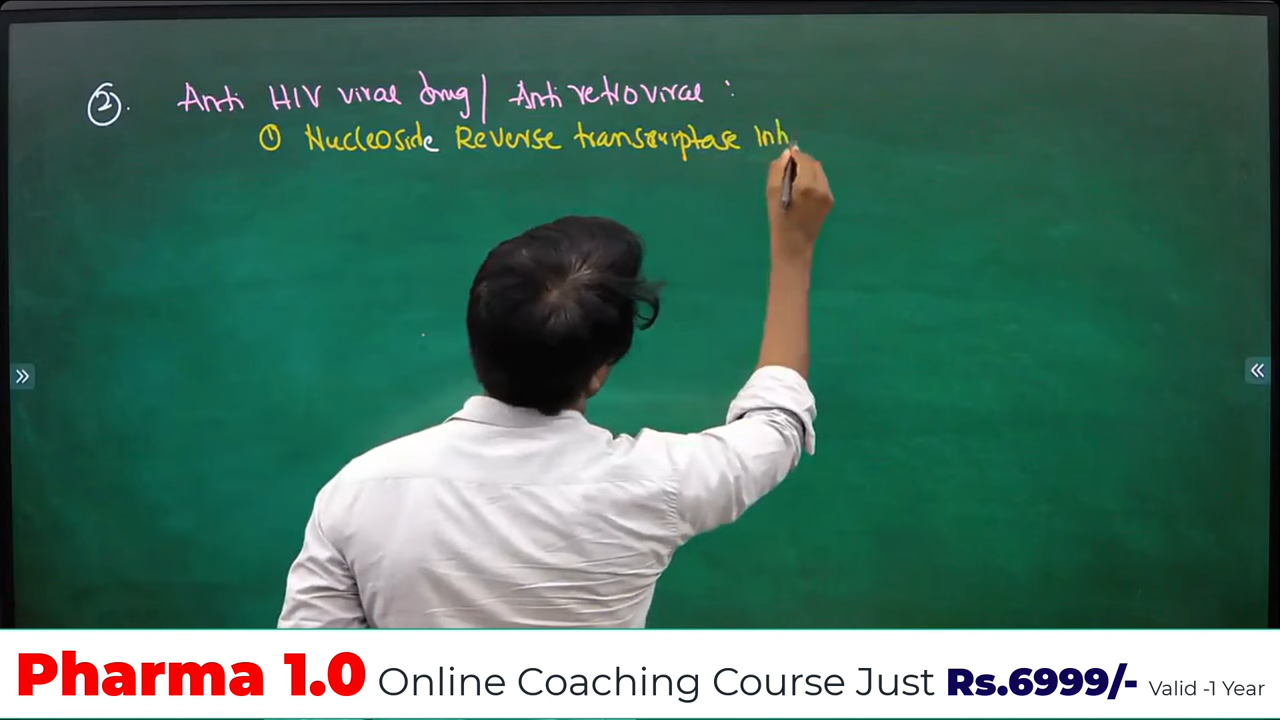 ②. Anti HIV viral drug / Anti retroviral :
① Nucleoside Reverse transcriptase Inh
Pharma 1.0 Online Coaching Course Just Rs.6999/- Valid -1 Year